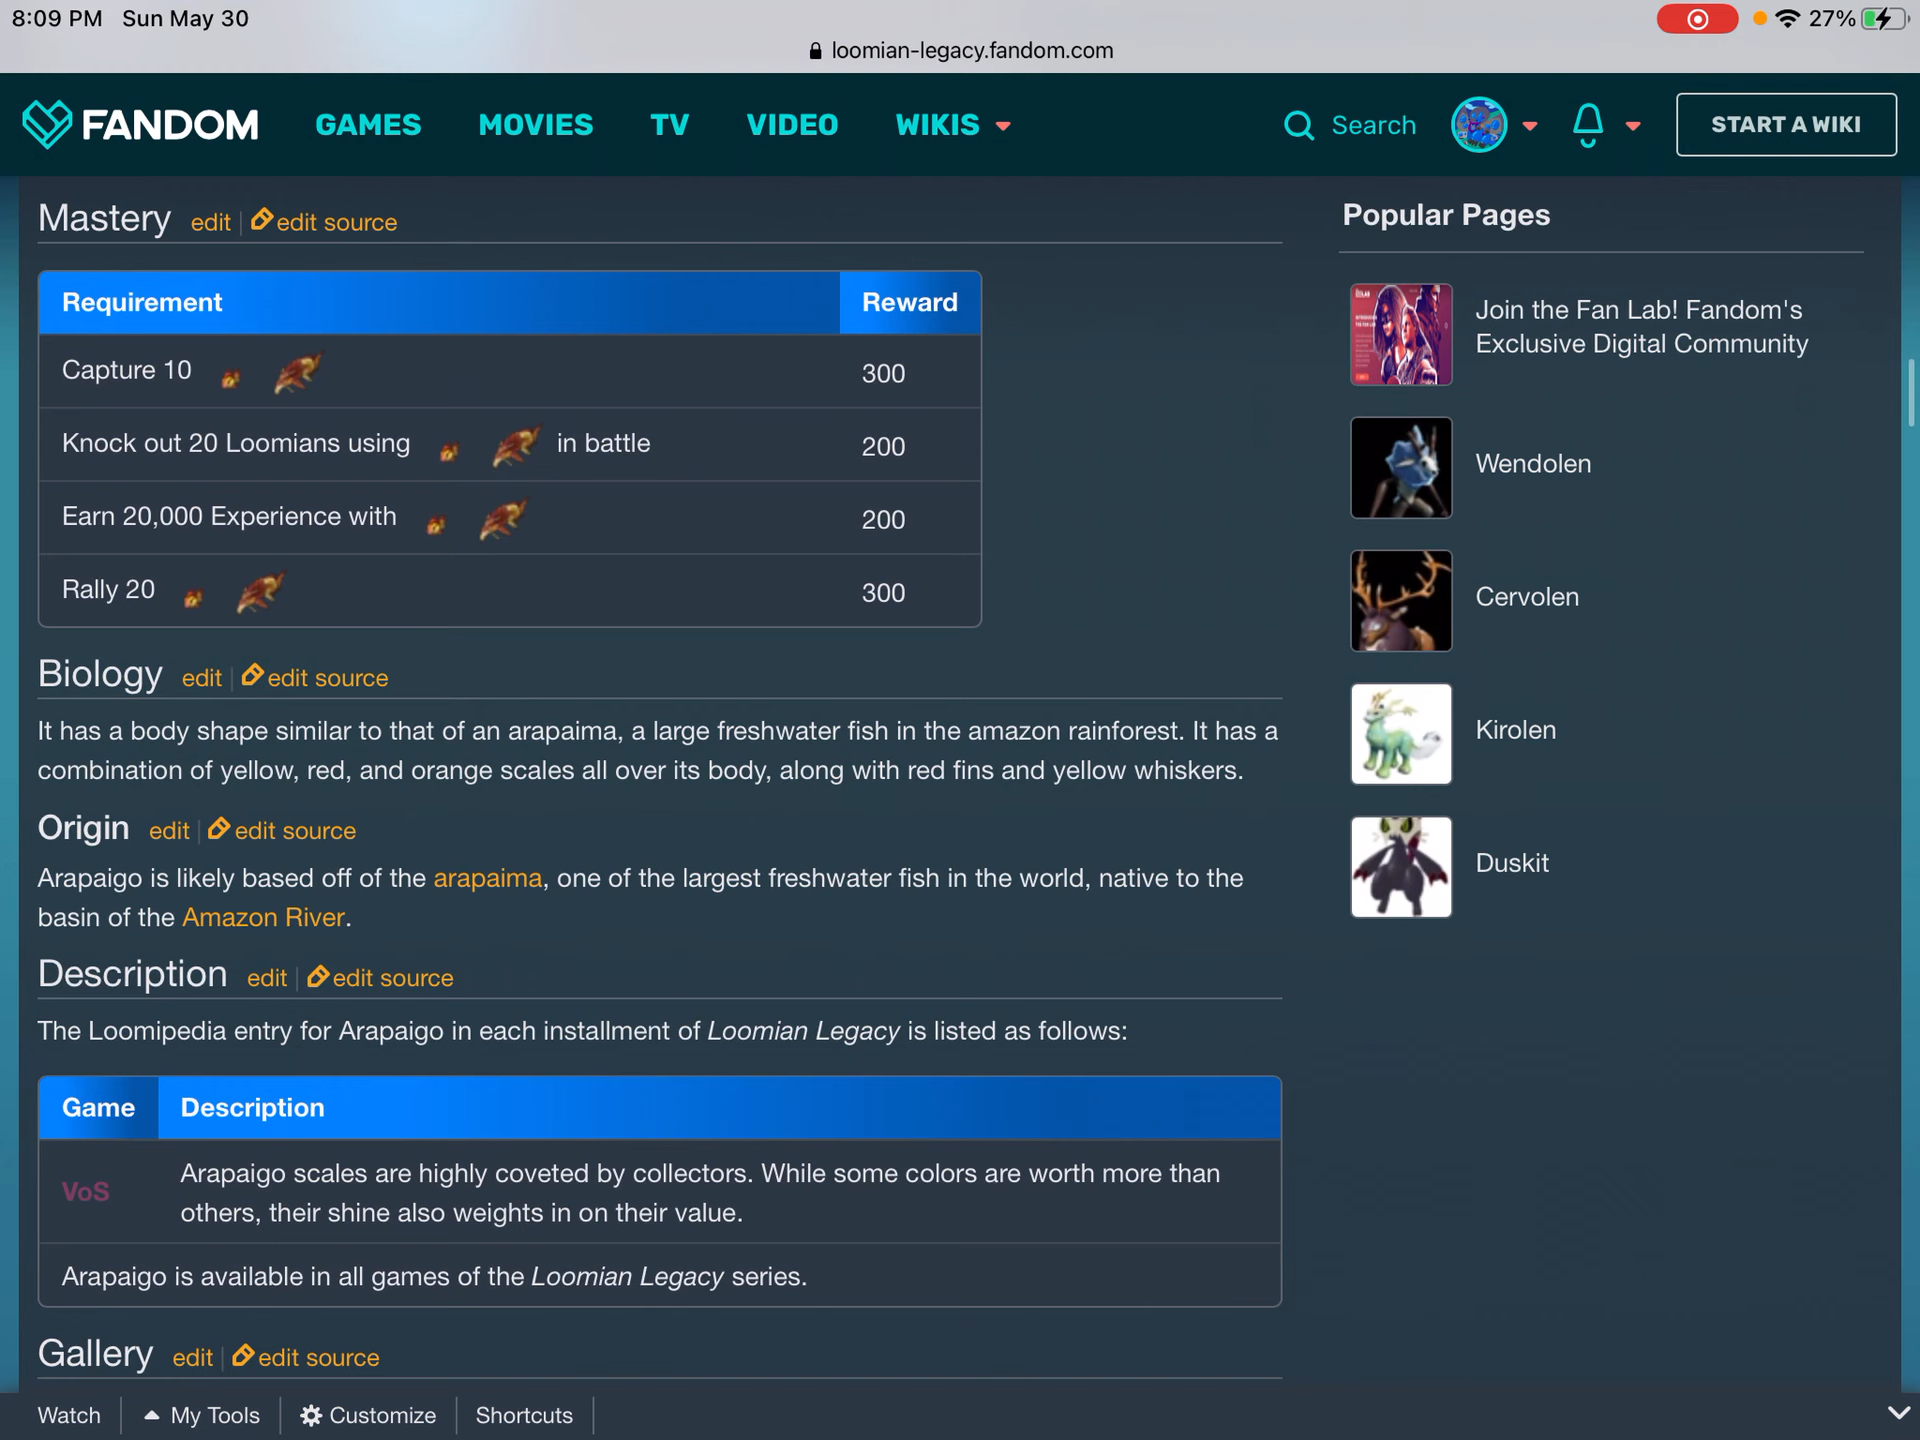 8:09 PM Sun May 30
27%
loomian-legacy.fandom.com
FANDOM GAMES MOVIES TV VIDEO WIKIS Search START A WIKI
Mastery edit edit source
Requirement Reward
Capture 10 300
Knock out 20 Loomians using in battle 200
Earn 20,000 Experience with 200
Rally 20 300
Biology edit edit source
It has a body shape similar to that of an arapaima, a large freshwater fish in the amazon rainforest. It has a
combination of yellow, red, and orange scales all over its body, along with red fins and yellow whiskers.
Origin edit edit source
Arapaigo is likely based off of the arapaima, one of the largest freshwater fish in the world, native to the
basin of the Amazon River.
Description edit edit source
The Loomipedia entry for Arapaigo in each installment of Loomian Legacy is listed as follows:
Game Description
VoS
Arapaigo scales are highly coveted by collectors. While some colors are worth more than
others, their shine also weights in on their value.
Arapaigo is available in all games of the Loomian Legacy series.
Gallery edit edit source
Popular Pages
Join the Fan Lab! Fandom's
Exclusive Digital Community
Wendolen
Cervolen
Kirolen
Duskit
Watch My Tools Customize Shortcuts